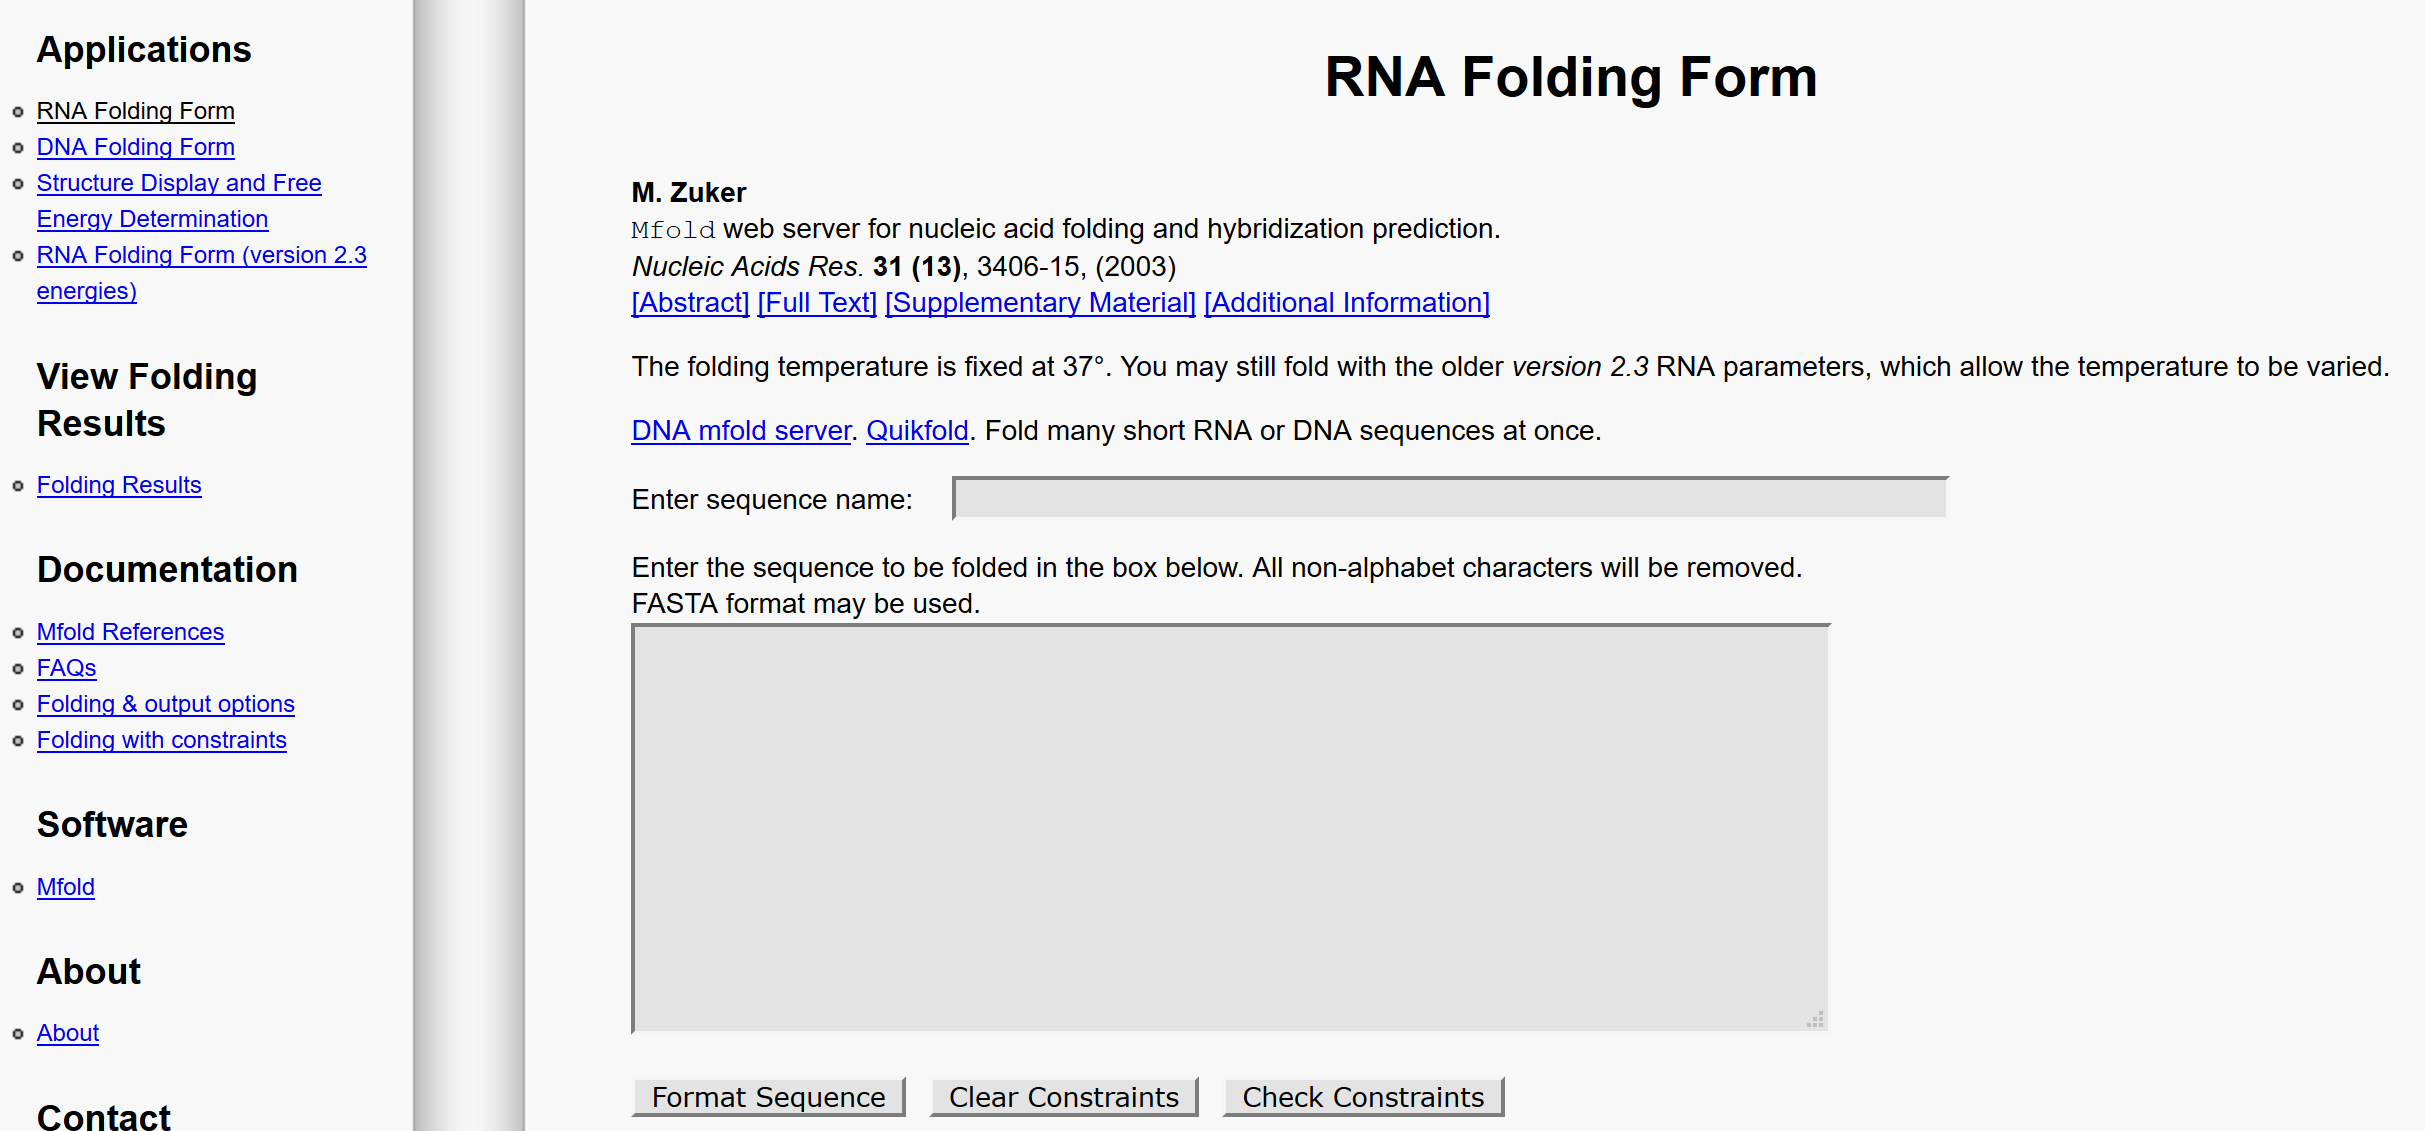 Applications
RNA Folding Form
DNA Folding Form
Structure Display and Free
Energy Determination
RNA Folding Form (version 2.3
energies)
View Folding
Results
Folding Results
Documentation
Mfold References
FAQs
Folding & output options
Folding with constraints
Software
Mfold
About
About
Contact
RNA Folding Form
M. Zuker
Mfold web server for nucleic acid folding and hybridization prediction.
Nucleic Acids Res. 31 (13), 3406-15, (2003)
[Abstract] [Full Text] [Supplementary Material] [Additional Information]
The folding temperature is fixed at 37°. You may still fold with the older version 2.3 RNA parameters, which allow the temperature to be varied.
DNA mfold server. Quikfold. Fold many short RNA or DNA sequences at once.
Enter sequence name:
Enter the sequence to be folded in the box below. All non-alphabet characters will be removed.
FASTA format may be used.
Format Sequence Clear Constraints Check Constraints